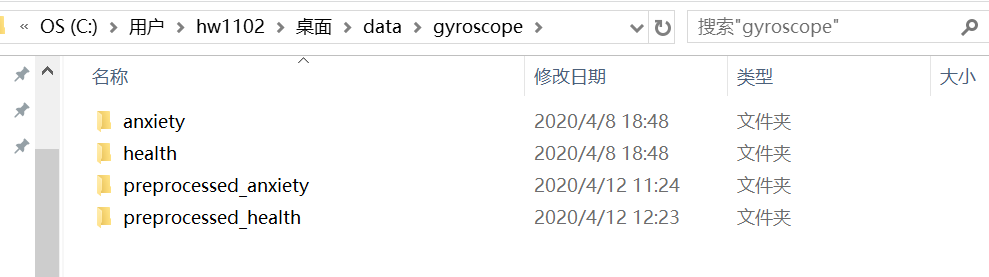 « OS (C:) > 用户 > hw1102 > 桌面 > data > gyroscope > 搜索"gyroscope"
名称 修改日期 类型 大小
anxiety 2020/4/8 18:48 文件夹
health 2020/4/8 18:48 文件夹
preprocessed_anxiety 2020/4/12 11:24 文件夹
preprocessed_health 2020/4/12 12:23 文件夹